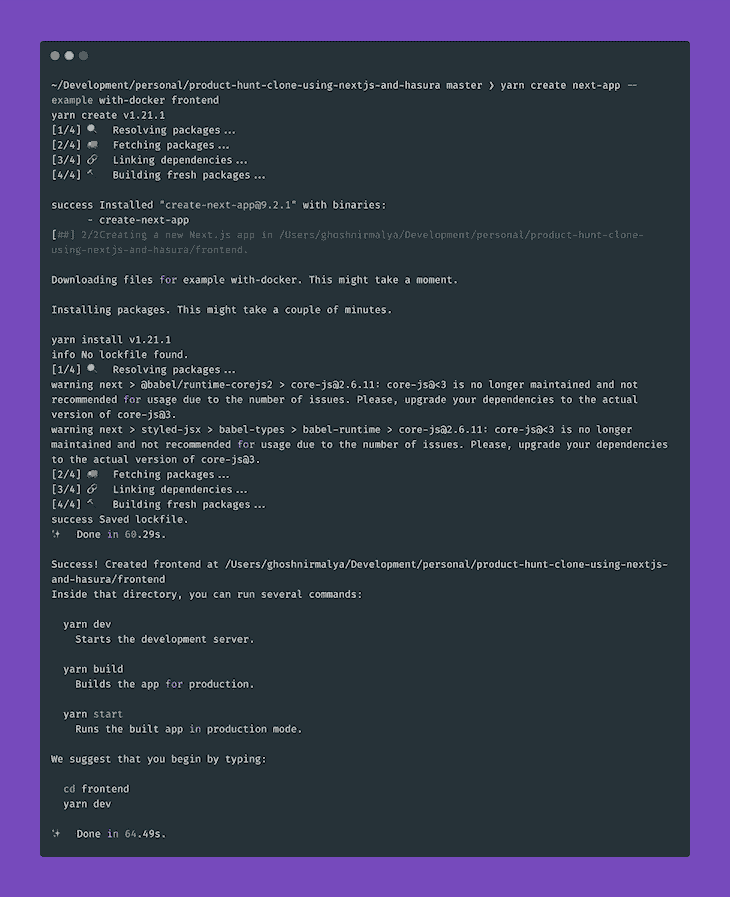 ~/Development/personal/product-hunt-clone-using-nextjs-and-hasura master ❯ yarn create next-app --
example with-docker frontend
yarn create v1.21.1
[1/4] 🔍  Resolving packages...
[2/4] 🚚  Fetching packages...
[3/4] 🔗  Linking dependencies...
[4/4] 🔨  Building fresh packages...
success Installed "create-next-app@9.2.1" with binaries:
      - create-next-app
[##] 2/2Creating a new Next.js app in /Users/ghoshnirmalya/Development/personal/product-hunt-clone-
using-nextjs-and-hasura/frontend.
Downloading files for example with-docker. This might take a moment.
Installing packages. This might take a couple of minutes.
yarn install v1.21.1
info No lockfile found.
[1/4] 🔍  Resolving packages...
warning next > @babel/runtime-corejs2 > core-js@2.6.11: core-js@<3 is no longer maintained and not
recommended for usage due to the number of issues. Please, upgrade your dependencies to the actual
version of core-js@3.
warning next > styled-jsx > babel-types > babel-runtime > core-js@2.6.11: core-js@<3 is no longer
maintained and not recommended for usage due to the number of issues. Please, upgrade your dependencies
to the actual version of core-js@3.
[2/4] 🚚  Fetching packages...
[3/4] 🔗  Linking dependencies...
[4/4] 🔨  Building fresh packages...
success Saved lockfile.
✨  Done in 60.29s.
Success! Created frontend at /Users/ghoshnirmalya/Development/personal/product-hunt-clone-using-nextjs-
and-hasura/frontend
Inside that directory, you can run several commands:
  yarn dev
    Starts the development server.
  yarn build
    Builds the app for production.
  yarn start
    Runs the built app in production mode.
We suggest that you begin by typing:
  cd frontend
  yarn dev
✨  Done in 64.49s.